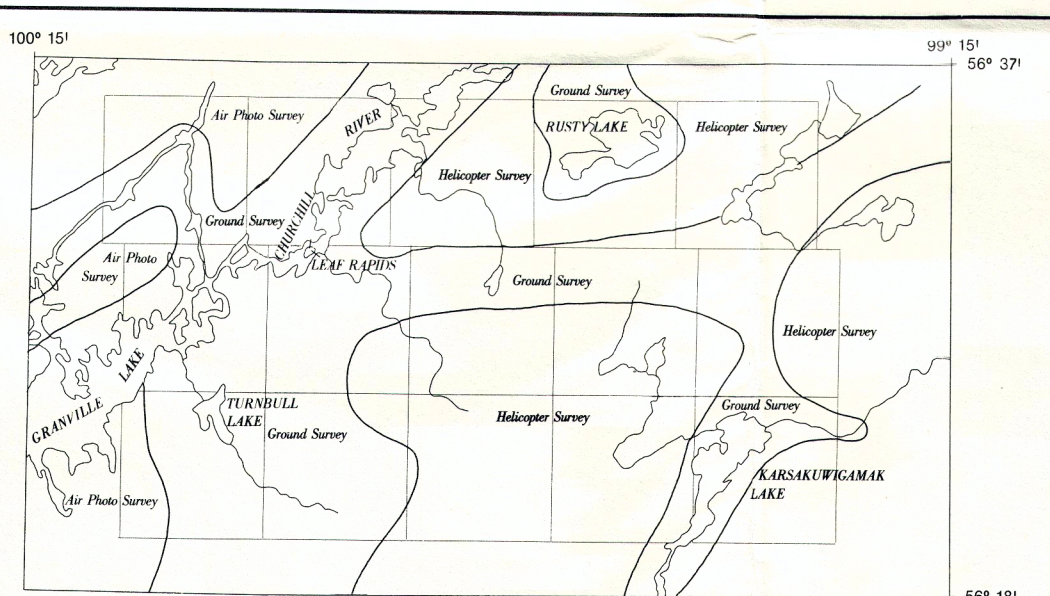 100° 15'
99° 15'
56° 37'
Ground Survey
Air Photo Survey
RIVER
RUSTY LAKE
Helicopter Survey
Helicopter Survey
CHURCHILL
Ground Survey
Air Photo
Survey
LEAF RAPIDS
Ground Survey
Helicopter Survey
LAKE
GRANVILLE
TURNBULL
LAKE
Ground Survey
Helicopter Survey
Ground Survey
KARSAKUWIGAMAK
LAKE
Air Photo Survey
56° 18'